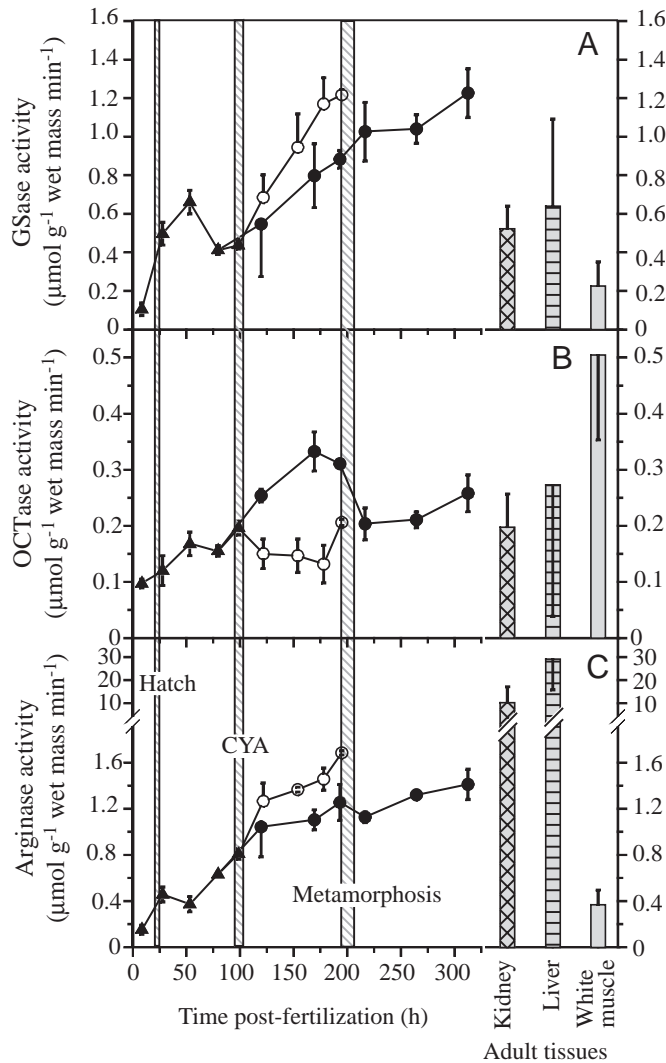 1.6 1.6
A
1.4 1.4
1.2 1.2
1.0 1.0
0.8 0.8
0.6 0.6
0.4 0.4
0.2 0.2
0 0
GSase activity
(µmol g⁻¹ wet mass min⁻¹)
B
0.5 0.5
0.4 0.4
0.3 0.3
0.2 0.2
0.1 0.1
0 0
OCTase activity
(µmol g⁻¹ wet mass min⁻¹)
C
30 30
20 20
10 10
1.6 1.6
1.2 1.2
0.8 0.8
0.4 0.4
0 0
Arginase activity
(µmol g⁻¹ wet mass min⁻¹)
Hatch
CYA
Metamorphosis
0 50 100 150 200 250 300
Time post-fertilization (h)
Kidney
Liver
White
muscle
Adult tissues